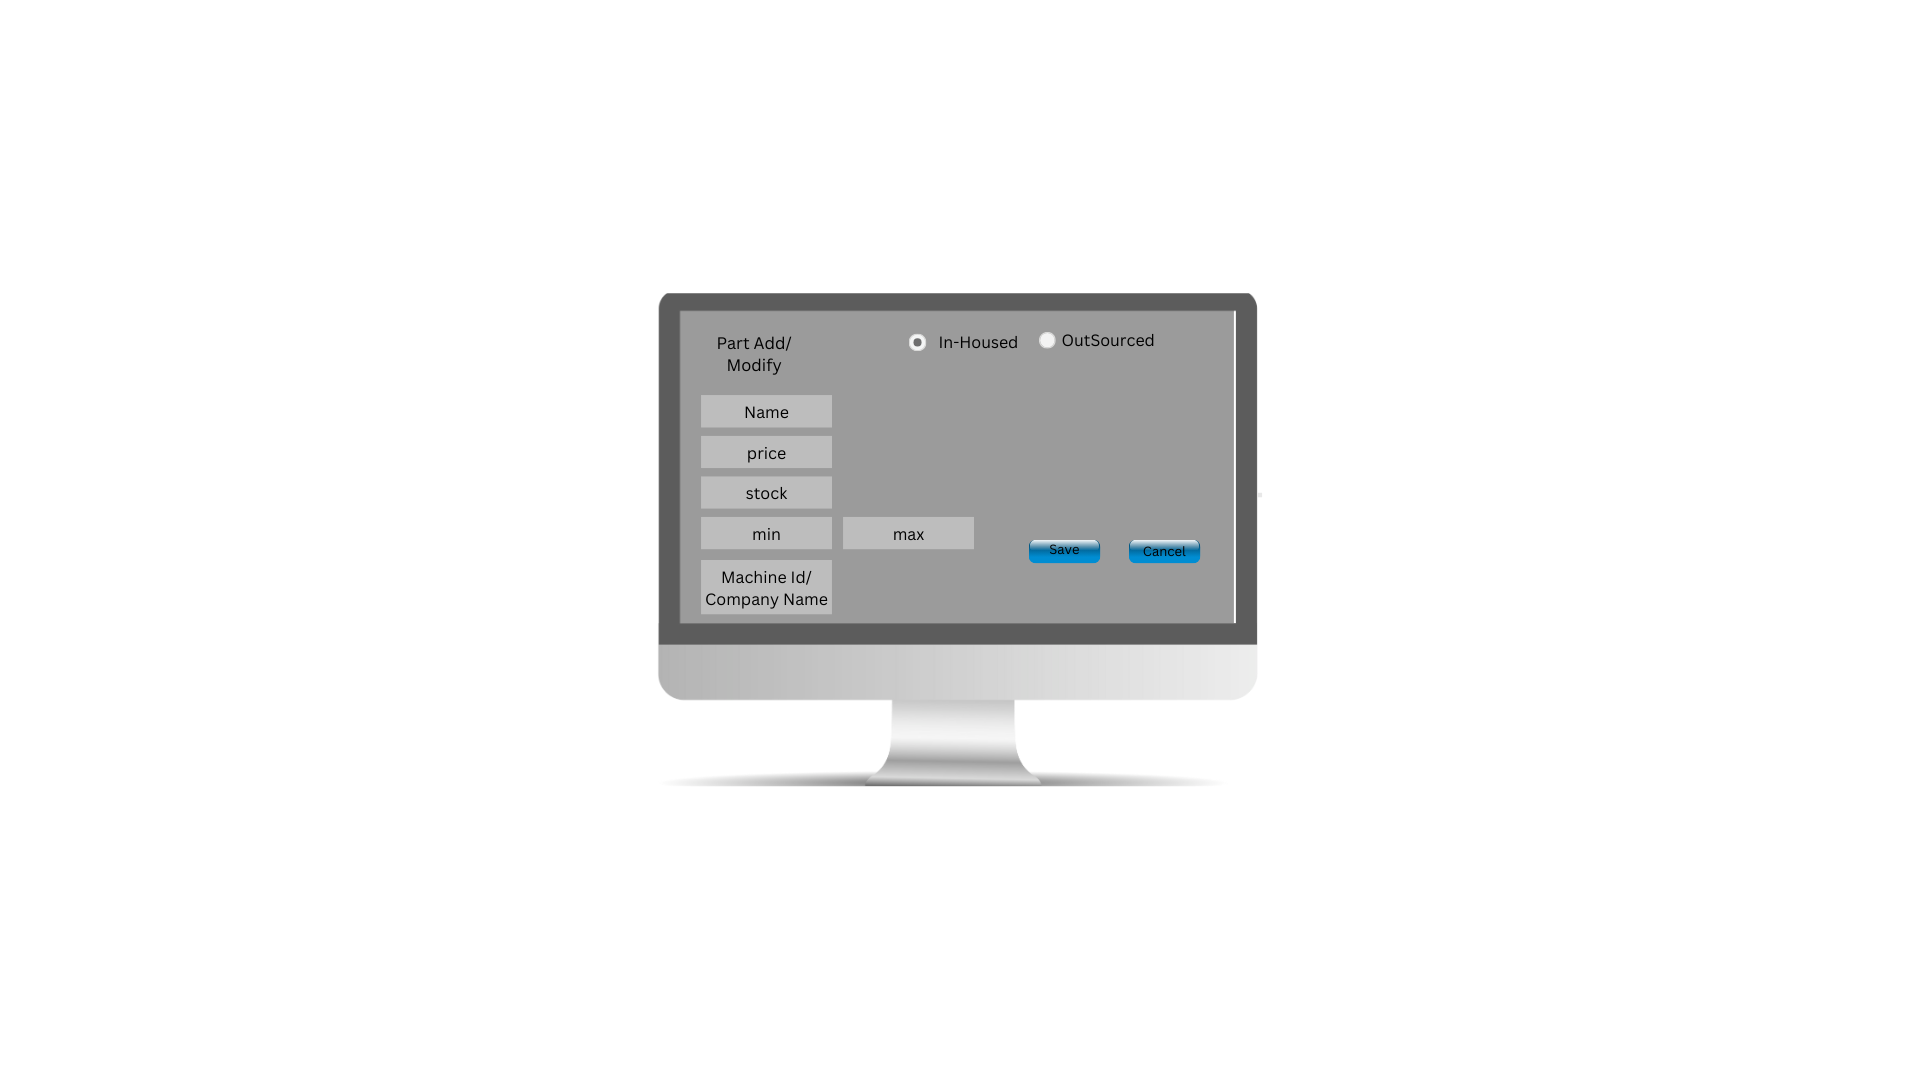 Part Add/
Modify
In-Housed
OutSourced
Name
price
stock
min
max
Save
Cancel
Machine Id/
Company Name